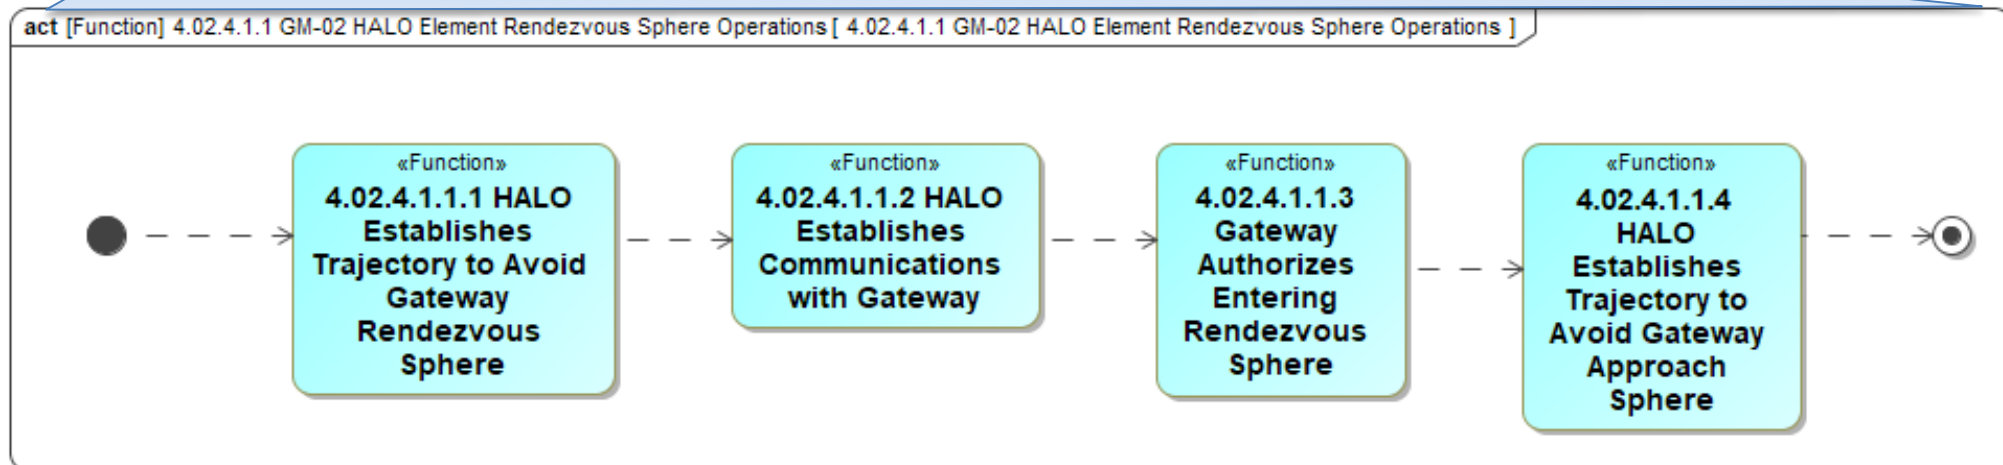 act [Function] 4.02.4.1.1 GM-02 HALO Element Rendezvous Sphere Operations [ 4.02.4.1.1 GM-02 HALO Element Rendezvous Sphere Operations ]
«Function»
4.02.4.1.1.1 HALO
Establishes
Trajectory to Avoid
Gateway
Rendezvous
Sphere
«Function»
4.02.4.1.1.2 HALO
Establishes
Communications
with Gateway
«Function»
4.02.4.1.1.3
Gateway
Authorizes
Entering
Rendezvous
Sphere
«Function»
4.02.4.1.1.4
HALO
Establishes
Trajectory to
Avoid Gateway
Approach
Sphere